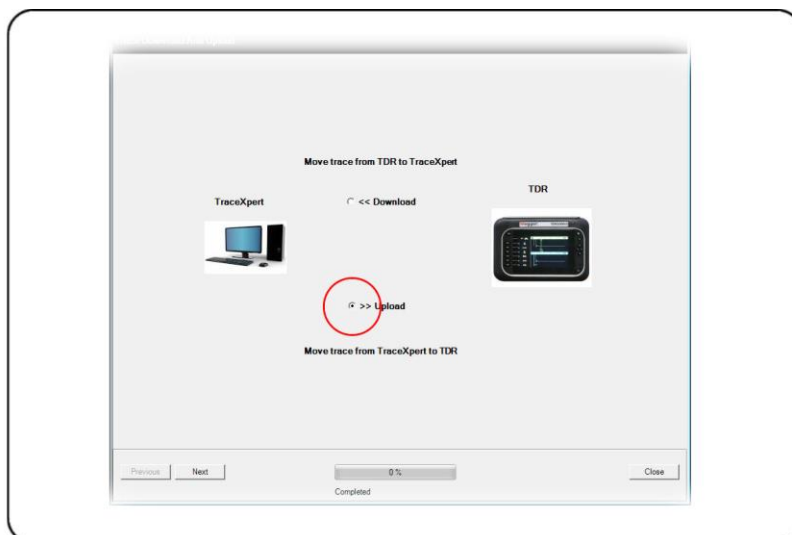 Move trace from TDR to TraceXpert
TDR
TraceXpert
<< Download
>> Upload
Move trace from TraceXpert to TDR
Previous
Next
0 %
Close
Completed